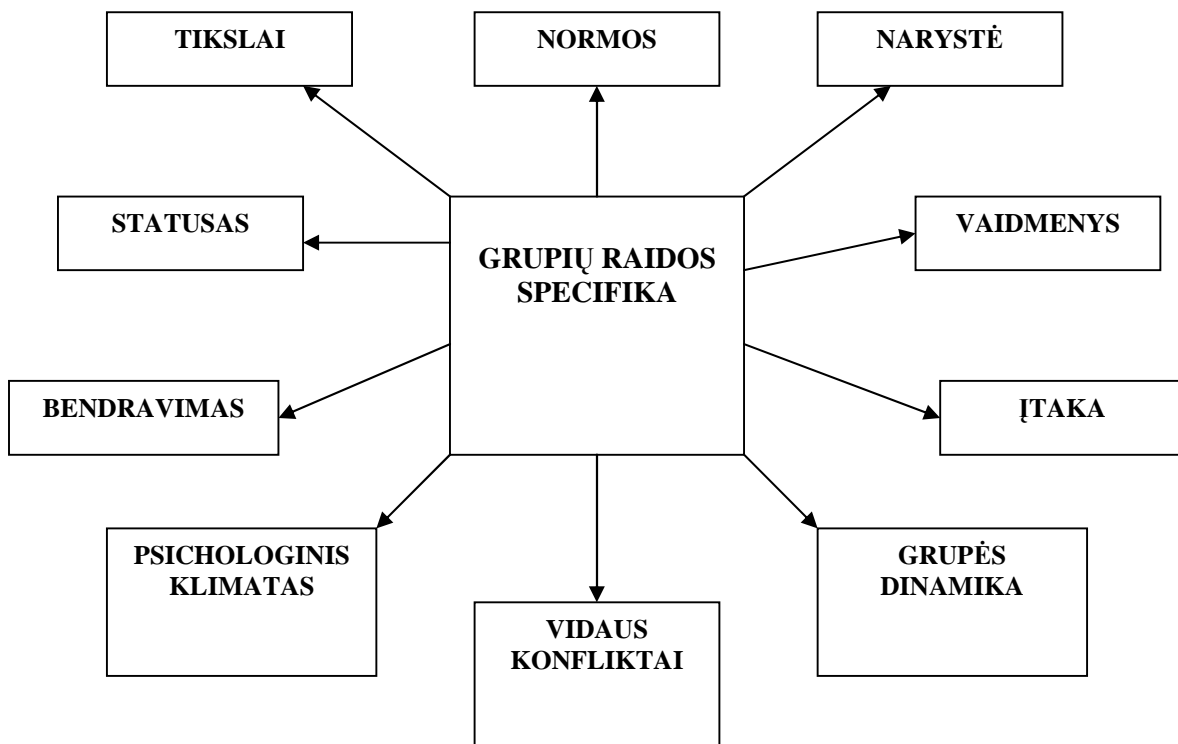 TIKSLAI
NORMOS
NARYSTĖ
STATUSAS
VAIDMENYS
GRUPIŲ RAIDOS
SPECIFIKA
BENDRAVIMAS
ĮTAKA
PSICHOLOGINIS
KLIMATAS
VIDAUS
KONFLIKTAI
GRUPĖS
DINAMIKA